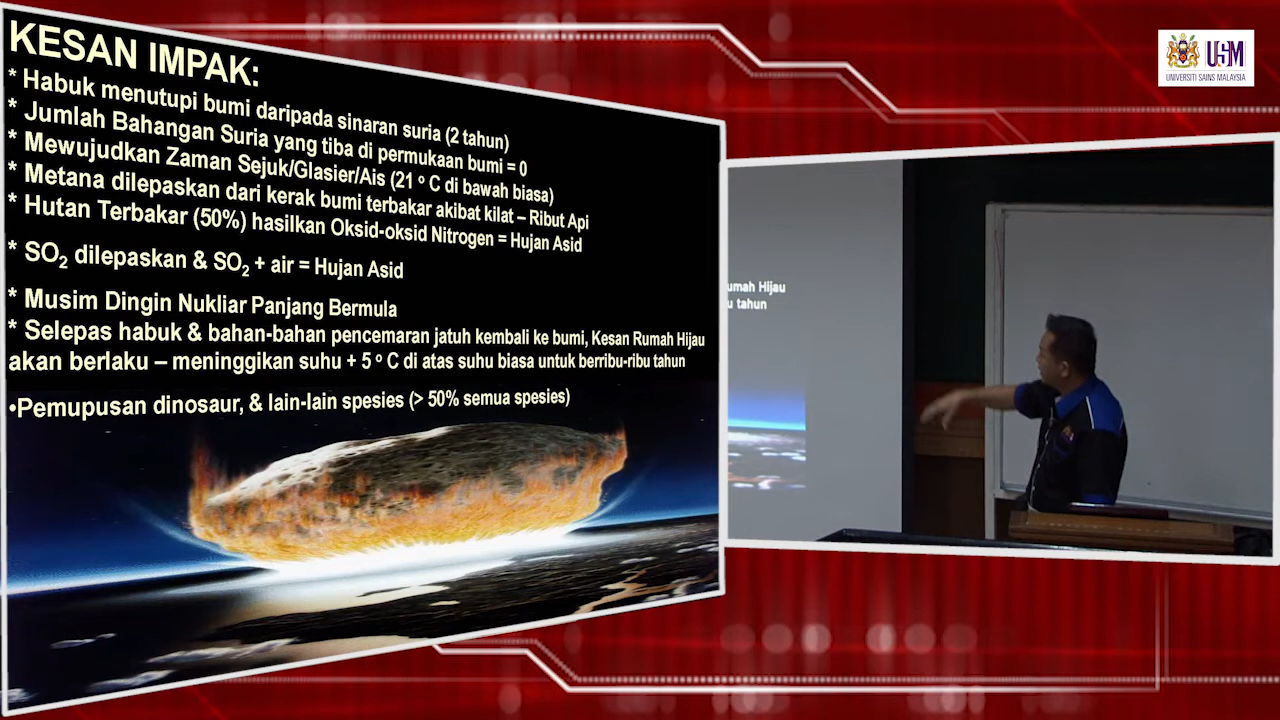 KESAN IMPAK:
* Habuk menutupi bumi daripada sinaran suria (2 tahun)
* Jumlah Bahangan Suria yang tiba di permukaan bumi = 0
* Mewujudkan Zaman Sejuk/Glasier/Ais (21 º C di bawah biasa)
* Metana dilepaskan dari kerak bumi terbakar akibat kilat – Ribut Api
* Hutan Terbakar (50%) hasilkan Oksid-oksid Nitrogen = Hujan Asid
* SO₂ dilepaskan & SO₂ + air = Hujan Asid
* Musim Dingin Nukliar Panjang Bermula
* Selepas habuk & bahan-bahan pencemaran jatuh kembali ke bumi, Kesan Rumah Hijau
akan berlaku – meninggikan suhu + 5 º C di atas suhu biasa untuk berribu-ribu tahun
•Pemupusan dinosaur, & lain-lain spesies (> 50% semua spesies)
USM
UNIVERSITI SAINS MALAYSIA
umah Hijau
u tahun